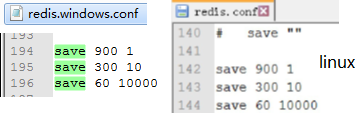 redis.windows.conf
193
194 save 900 1
195 save 300 10
196 save 60 10000
redis.conf
140 # save ""
141
142 save 900 1
143 save 300 10
144 save 60 10000
linux